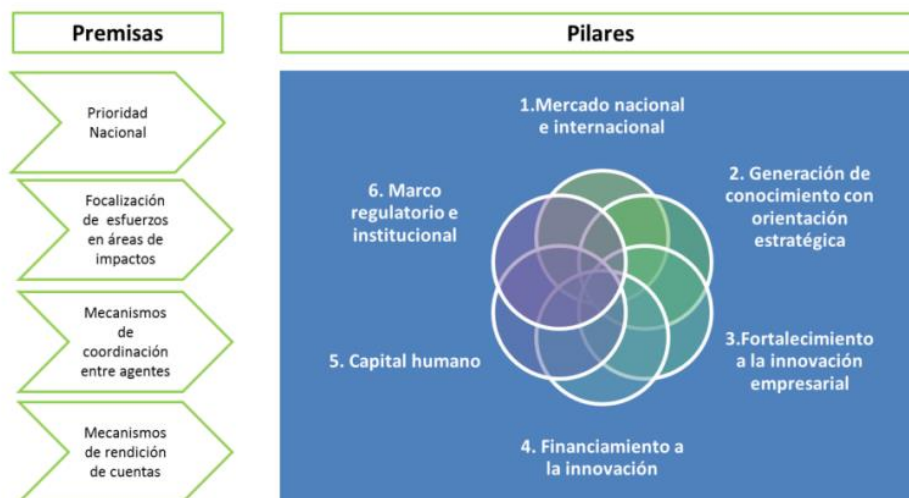 Premisas
Prioridad
Nacional
Focalización
de esfuerzos
en áreas de
impactos
Mecanismos
de
coordinación
entre agentes
Mecanismos
de rendición
de cuentas
Pilares
1.Mercado nacional
e internacional
2. Generación de
conocimiento con
orientación
estratégica
3.Fortalecimiento
a la innovación
empresarial
4. Financiamiento a
la innovación
5. Capital humano
6. Marco
regulatorio e
institucional